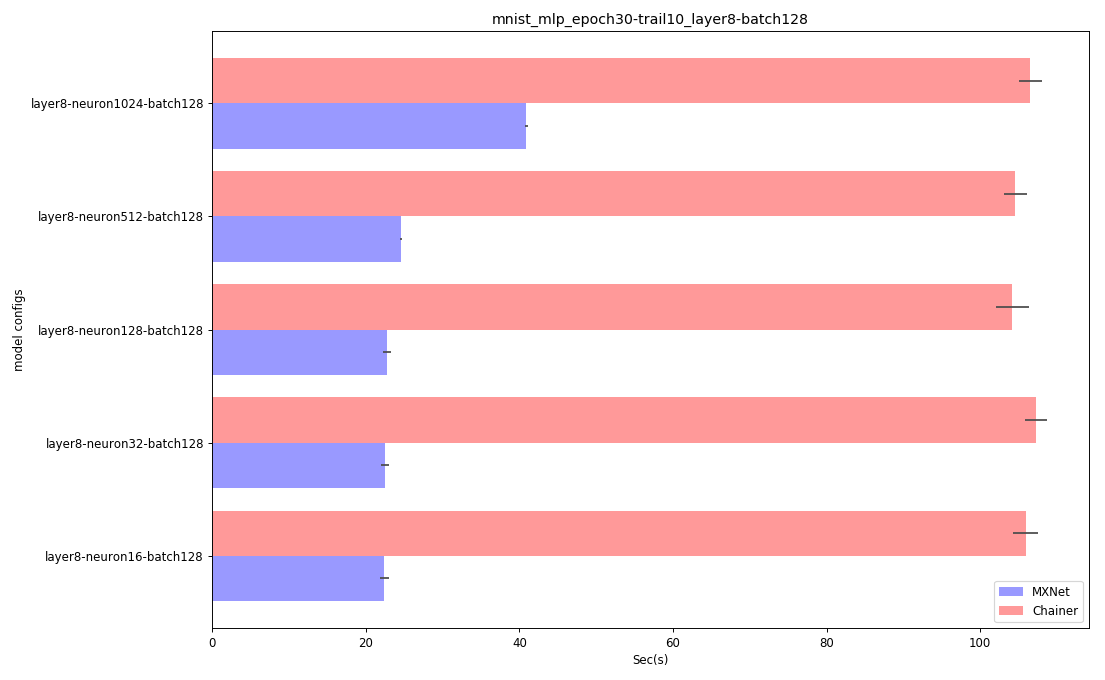 mnist_mlp_epoch30-trail10_layer8-batch128
layer8-neuron1024-batch128
layer8-neuron512-batch128
layer8-neuron128-batch128
layer8-neuron32-batch128
layer8-neuron16-batch128
model configs
MXNet
Chainer
0 20 40 60 80 100
Sec(s)